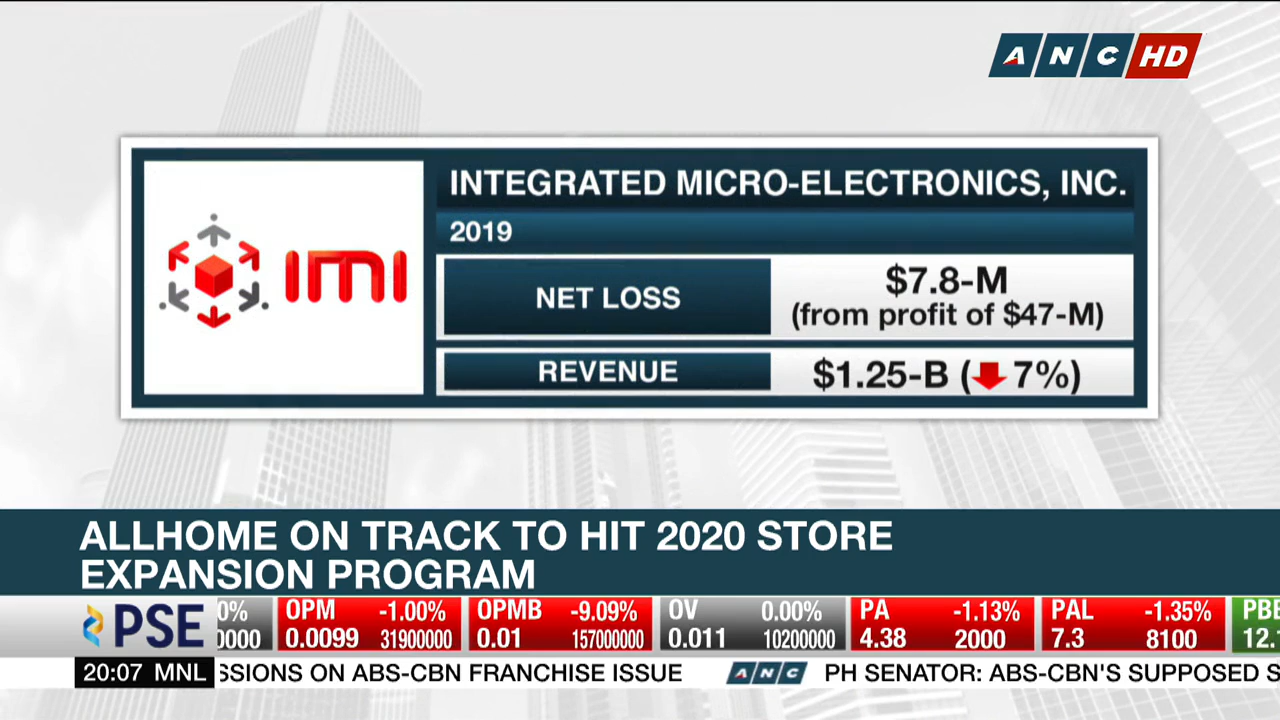 ANC HD
INTEGRATED MICRO-ELECTRONICS, INC.
2019
IMI
NET LOSS
$7.8-M
(from profit of $47-M)
REVENUE
$1.25-B (7%)
ALLHOME ON TRACK TO HIT 2020 STORE
EXPANSION PROGRAM
PSE
0% OPM -1.00% OPMB -9.09% OV 0.00% PA -1.13% PAL -1.35%
0000 0.0099 31900000 0.01 157000000 0.011 10200000 4.38 2000 7.3 8100 12.
20:07 MNL SSIONS ON ABS-CBN FRANCHISE ISSUE ANC PH SENATOR: ABS-CBN'S SUPPOSED